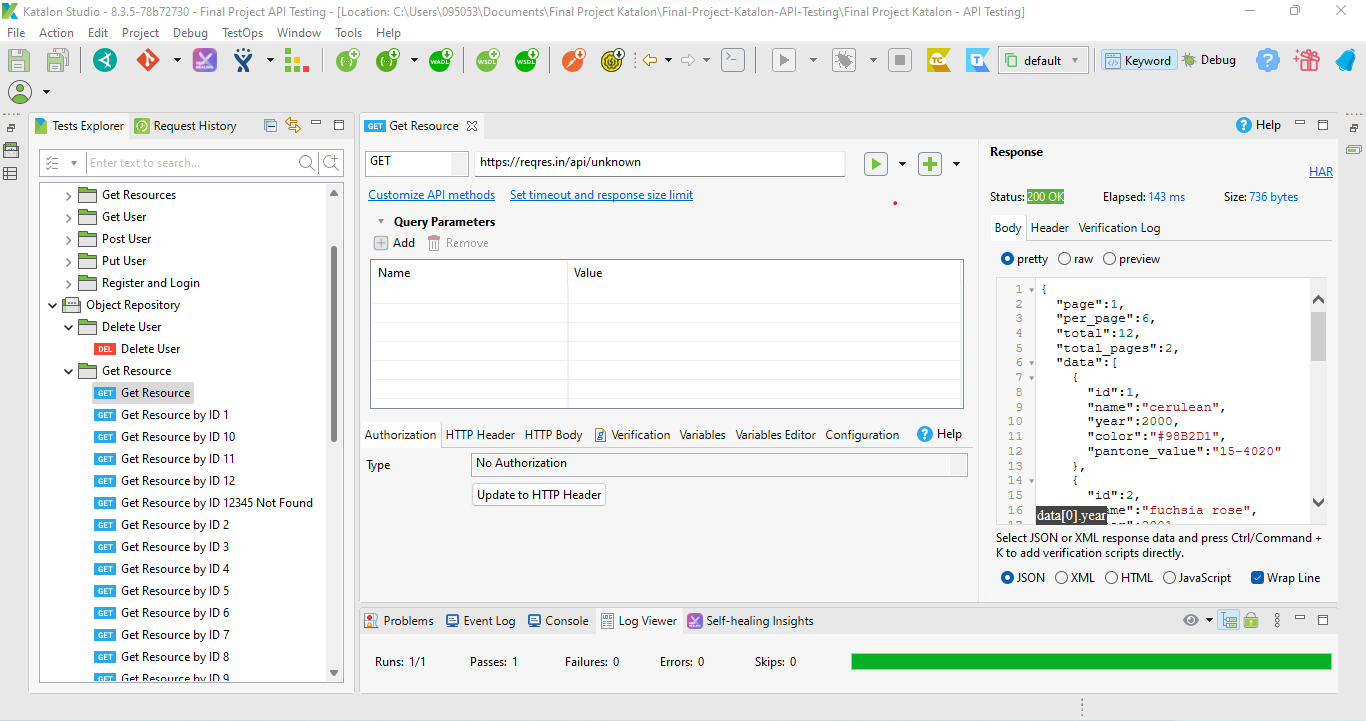 Katalon Studio - 8.3.5-78b72730 - Final Project API Testing - [Location: C:\Users\095053\Documents\Final Project Katalon\Final-Project-Katalon-API-Testing\Final Project Katalon - API Testing]
File Action Edit Project Debug TestOps Window Tools Help
WADL WSDL WSDL TC T default Keyword Debug
Tests Explorer Request History
Enter text to search...
Get Resources
Get User
Post User
Put User
Register and Login
Object Repository
Delete User
DEL Delete User
Get Resource
GET Get Resource
GET Get Resource by ID 1
GET Get Resource by ID 10
GET Get Resource by ID 11
GET Get Resource by ID 12
GET Get Resource by ID 12345 Not Found
GET Get Resource by ID 2
GET Get Resource by ID 3
GET Get Resource by ID 4
GET Get Resource by ID 5
GET Get Resource by ID 6
GET Get Resource by ID 7
GET Get Resource by ID 8
GET Get Resource by ID 9
GET Get Resource
Help
GET https://reqres.in/api/unknown
Customize API methods Set timeout and response size limit
Query Parameters
Add Remove
Name Value
Authorization HTTP Header HTTP Body Verification Variables Variables Editor Configuration Help
Type No Authorization
Update to HTTP Header
Response
HAR
Status: 200 OK Elapsed: 143 ms Size: 736 bytes
Body Header Verification Log
pretty raw preview
1 {
2 "page":1,
3 "per_page":6,
4 "total":12,
5 "total_pages":2,
6 "data":[
7 {
8 "id":1,
9 "name":"cerulean",
10 "year":2000,
11 "color":"#98B2D1",
12 "pantone_value":"15-4020"
13 },
14 {
15 "id":2,
16 data[0].year me":"fuchsia rose",
Select JSON or XML response data and press Ctrl/Command +
K to add verification scripts directly.
JSON XML HTML JavaScript Wrap Line
Problems Event Log Console Log Viewer Self-healing Insights
Runs: 1/1 Passes: 1 Failures: 0 Errors: 0 Skips: 0